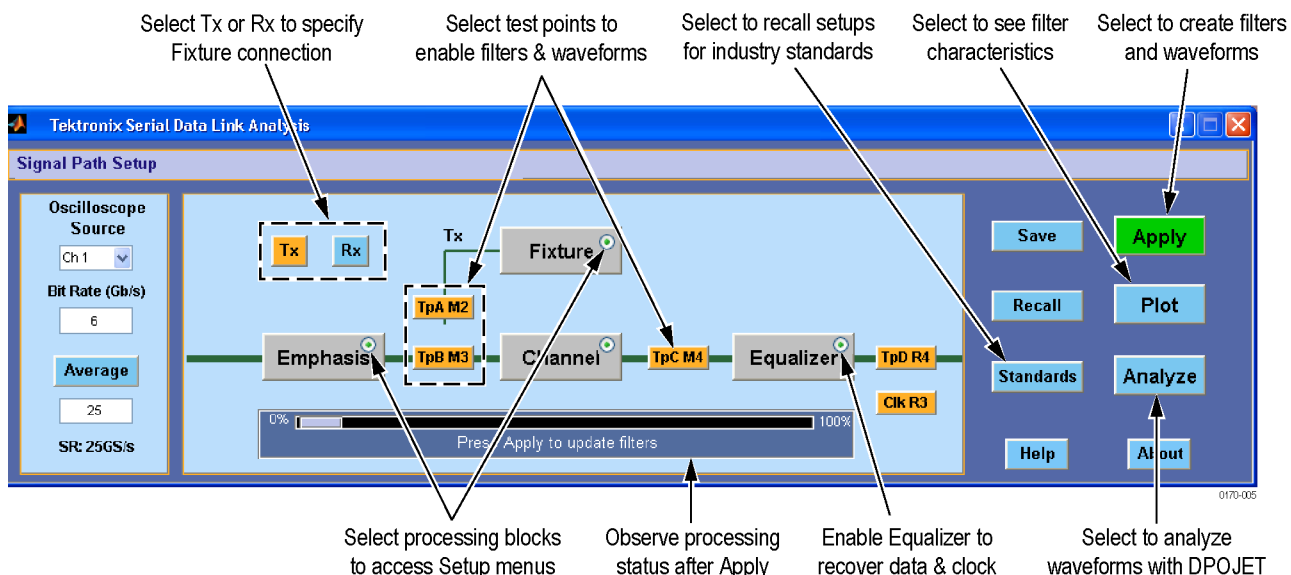 Select Tx or Rx to specify
Fixture connection
Select test points to
enable filters & waveforms
Select to recall setups
for industry standards
Select to see filter
characteristics
Select to create filters
and waveforms
Tektronix Serial Data Link Analysis
Signal Path Setup
Oscilloscope
Source
Ch 1
Bit Rate (Gb/s)
6
Average
25
SR: 25GS/s
Tx
Rx
Tx
Fixture
TpA M2
Emphasis
TpB M3
Channel
TpC M4
Equalizer
TpD R4
Clk R3
0%
100%
Press Apply to update filters
Save
Apply
Recall
Plot
Standards
Analyze
Help
About
0170-005
Select processing blocks
to access Setup menus
Observe processing
status after Apply
Enable Equalizer to
recover data & clock
Select to analyze
waveforms with DPOJET